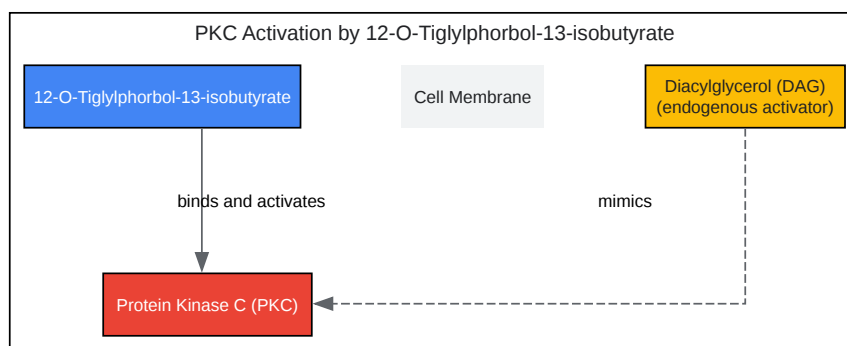 PKC Activation by 12-O-Tiglylphorbol-13-isobutyrate
12-O-Tiglylphorbol-13-isobutyrate
Cell Membrane
Diacylglycerol (DAG)
(endogenous activator)
binds and activates
mimics
Protein Kinase C (PKC)